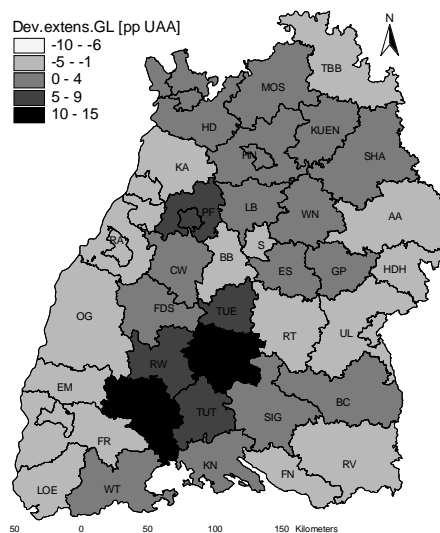 Dev.extens.GL [pp UAA]
-10 - -6
-5 - -1
0 - 4
5 - 9
10 - 15
N
TBB
MOS
HD
KUEN
HN
SHA
KA
PF
LB
WN
AA
RA
BB
S
CW
ES
GP
HDH
FDS
TUE
OG
RT
UL
RW
EM
TUT
SIG
BC
FR
KN
FN
RV
LOE
WT
50 0 50 100 150 Kilometers